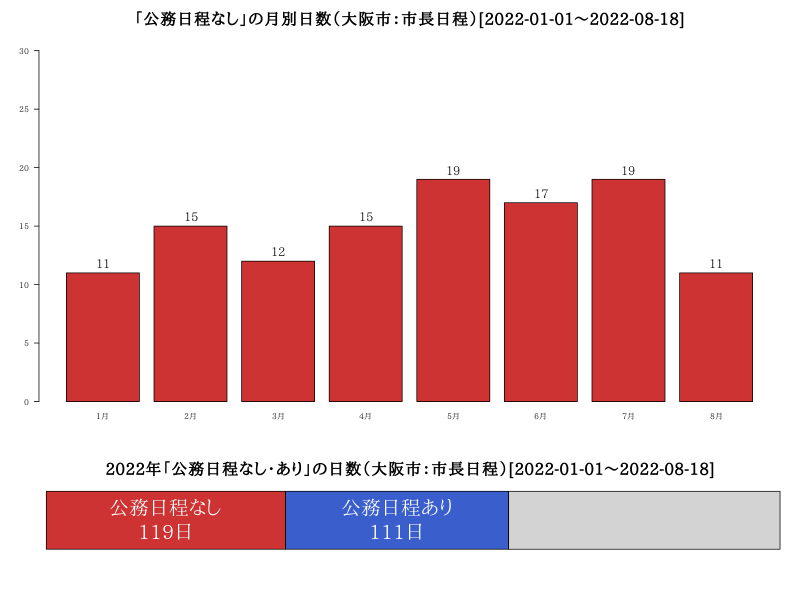 「公務日程なし」の月別日数（大阪市：市長日程）[2022-01-01～2022-08-18]
30
25
20
15
10
5
0
11
15
12
15
19
17
19
11
1月
2月
3月
4月
5月
6月
7月
8月
2022年「公務日程なし・あり」の日数（大阪市：市長日程）[2022-01-01～2022-08-18]
公務日程なし
119日
公務日程あり
111日